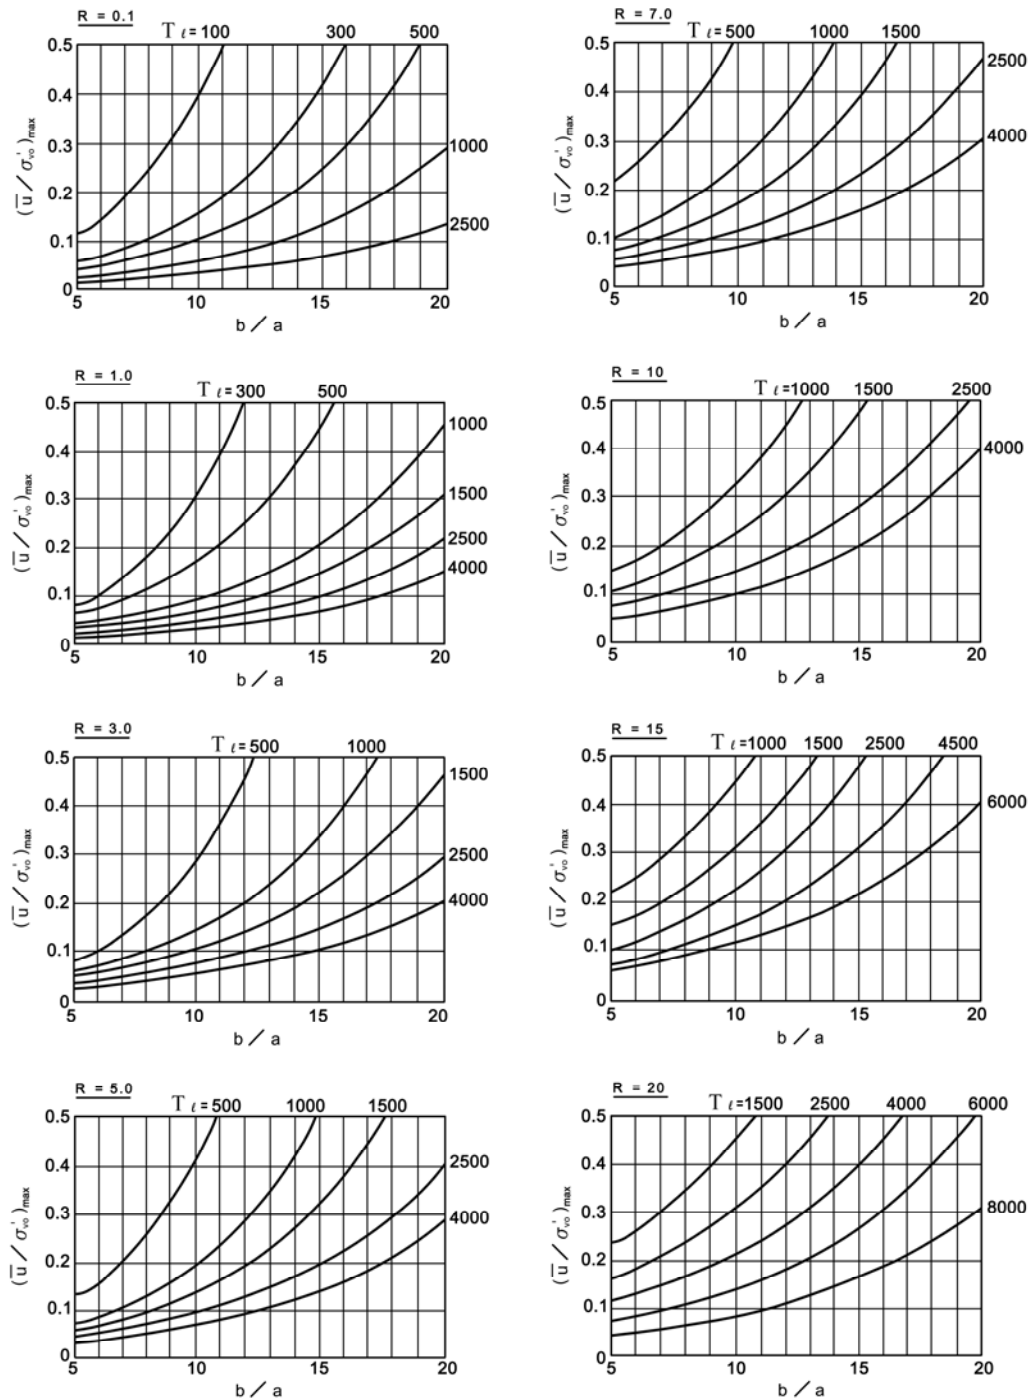 R = 0.1
T ℓ = 100 300 500
0.5
0.4
0.3
0.2
0.1
0
1000
2500
(u̅ / σ'vo)max
5 10 15 20
b / a
R = 1.0
T ℓ = 300 500
0.5
0.4
0.3
0.2
0.1
0
1000
1500
2500
4000
(u̅ / σ'vo)max
5 10 15 20
b / a
R = 3.0
T ℓ = 500 1000
0.5
0.4
0.3
0.2
0.1
0
1500
2500
4000
(u̅ / σ'vo)max
5 10 15 20
b / a
R = 5.0
T ℓ = 500 1000 1500
0.5
0.4
0.3
0.2
0.1
0
2500
4000
(u̅ / σ'vo)max
5 10 15 20
b / a
R = 7.0
T ℓ = 500 1000 1500
0.5
0.4
0.3
0.2
0.1
0
2500
4000
(u̅ / σ'vo)max
5 10 15 20
b / a
R = 10
T ℓ = 1000 1500 2500
0.5
0.4
0.3
0.2
0.1
0
4000
(u̅ / σ'vo)max
5 10 15 20
b / a
R = 15
T ℓ = 1000 1500 2500 4500
0.5
0.4
0.3
0.2
0.1
0
6000
(u̅ / σ'vo)max
5 10 15 20
b / a
R = 20
T ℓ = 1500 2500 4000 6000
0.5
0.4
0.3
0.2
0.1
0
8000
(u̅ / σ'vo)max
5 10 15 20
b / a